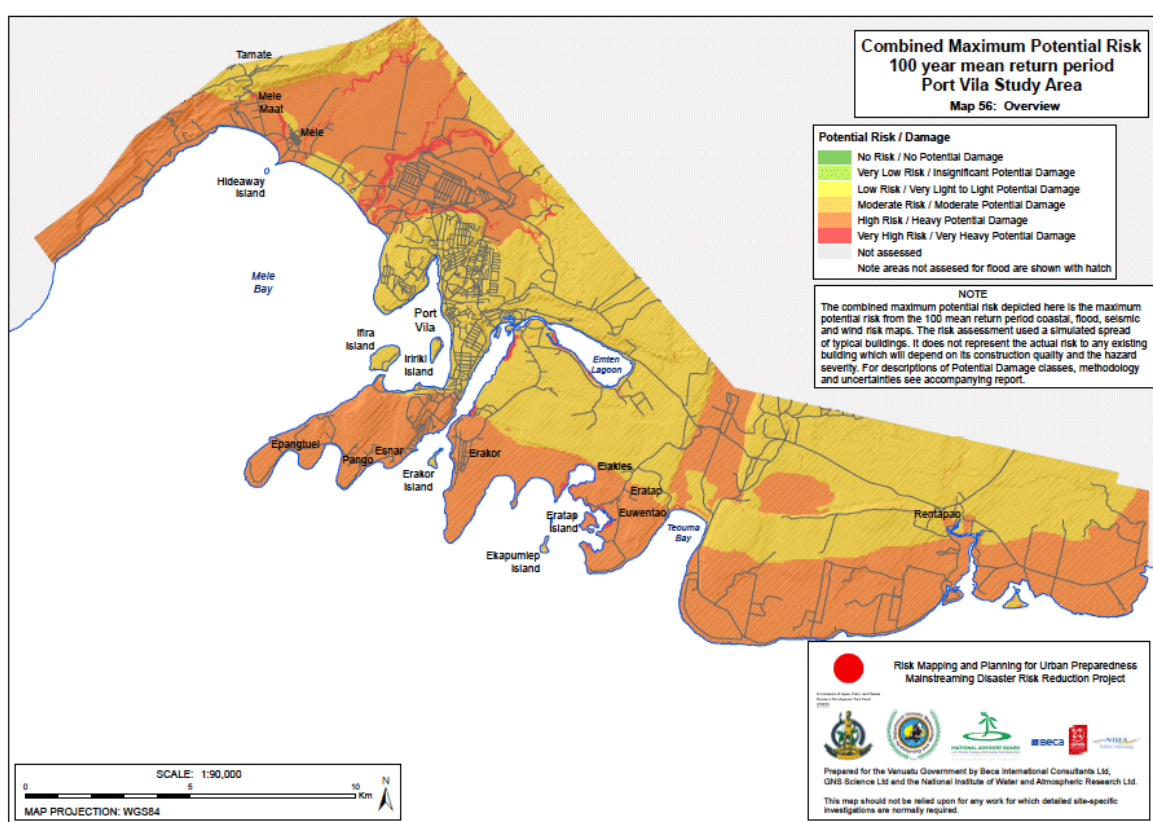 Combined Maximum Potential Risk
100 year mean return period
Port Vila Study Area
Map 56: Overview
Potential Risk / Damage
No Risk / No Potential Damage
Very Low Risk / Insignificant Potential Damage
Low Risk / Very Light to Light Potential Damage
Moderate Risk / Moderate Potential Damage
High Risk / Heavy Potential Damage
Very High Risk / Very Heavy Potential Damage
Not assessed
Note areas not assesed for flood are shown with hatch
NOTE
The combined maximum potential risk depicted here is the maximum
potential risk from the 100 mean return period coastal, flood, seismic
and wind risk maps. The risk assessment used a simulated spread
of typical buildings. It does not represent the actual risk to any existing
building which will depend on its construction quality and the hazard
severity. For descriptions of Potential Damage classes, methodology
and uncertainties see accompanying report.
Tamate
Mele
Maat
Mele
Hideaway
Island
Mele
Bay
Port
Vila
Ifira
Island
Iririki
Island
Emten
Lagoon
Epangtuei
Pango
Esnar
Erakor
Island
Erakor
Elakles
Eratap
Eratap
Island
Euwentao
Teouma
Bay
Ekapumlep
Island
Rentapao
Risk Mapping and Planning for Urban Preparedness
Mainstreaming Disaster Risk Reduction Project
NATIONAL ADVISORY BOARD
Beca
NIWA
Prepared for the Vanuatu Government by Beca International Consultants Ltd,
GNS Science Ltd and the National Institute of Water and Atmospheric Research Ltd.
This map should not be relied upon for any work for which detailed site-specific
investigations are normally required.
SCALE: 1:90,000
0 5 10
Km
N
MAP PROJECTION: WGS84